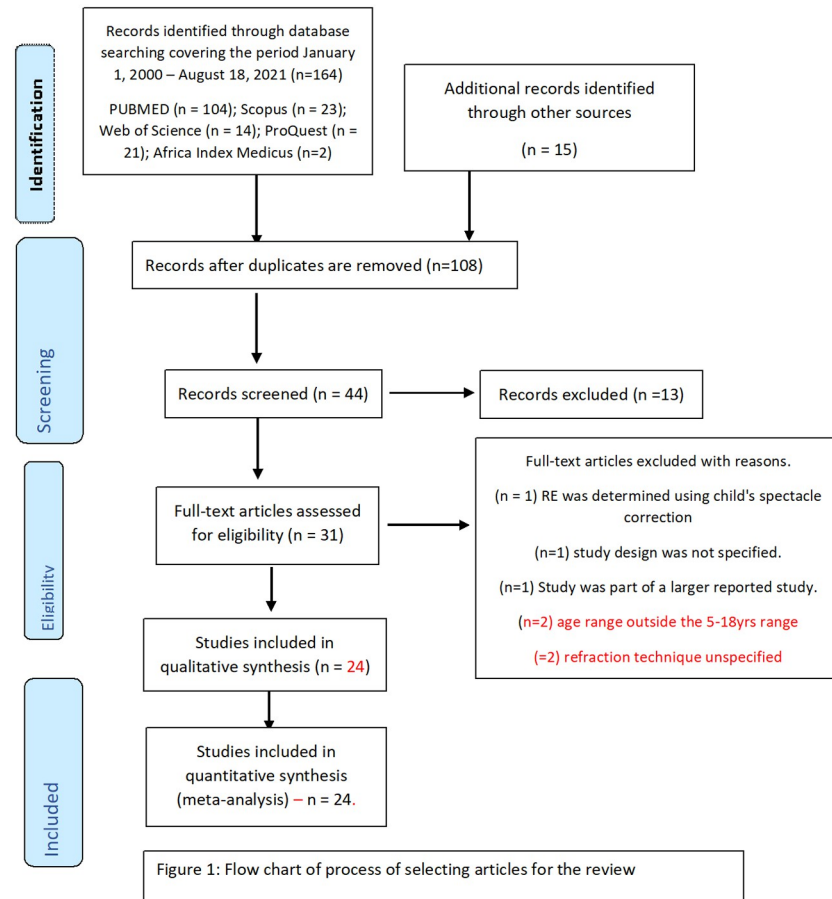 Identification
Records identified through database
searching covering the period January
1, 2000 – August 18, 2021 (n=164)
PUBMED (n = 104); Scopus (n = 23);
Web of Science (n = 14); ProQuest (n =
21); Africa Index Medicus (n=2)
Additional records identified
through other sources
(n = 15)
Screening
Records after duplicates are removed (n=108)
Records screened (n = 44)
Records excluded (n =13)
Eligibility
Full-text articles assessed
for eligibility (n = 31)
Full-text articles excluded with reasons.
(n = 1) RE was determined using child's spectacle
correction
(n=1) study design was not specified.
(n=1) Study was part of a larger reported study.
(n=2) age range outside the 5-18yrs range
(=2) refraction technique unspecified
Studies included in
qualitative synthesis (n = 24)
Included
Studies included in
quantitative synthesis
(meta-analysis) – n = 24.
Figure 1: Flow chart of process of selecting articles for the review